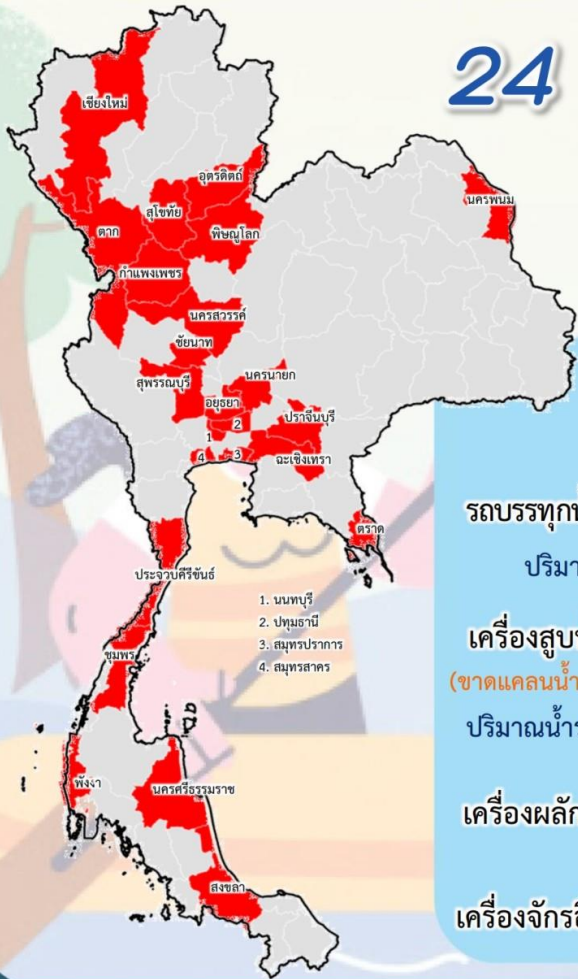 24
เชียงใหม่
อุตรดิตถ์
นครพนม
สุโขทัย
ตาก
พิษณุโลก
กำแพงเพชร
นครสวรรค์
ชัยนาท
สุพรรณบุรี
นครนายก
อยุธยา
ปราจีนบุรี
1
2
3
4
ฉะเชิงเทรา
ตราด
ประจวบคีรีขันธ์
1. นนทบุรี
2. ปทุมธานี
3. สมุทรปราการ
4. สมุทรสาคร
ชุมพร
พังงา
นครศรีธรรมราช
สงขลา
รถบรรทุก
ปริมา
เครื่องสูบ
(ขาดแคลนน้ำ
ปริมาณน้ำ
เครื่องผลัก
เครื่องจักร